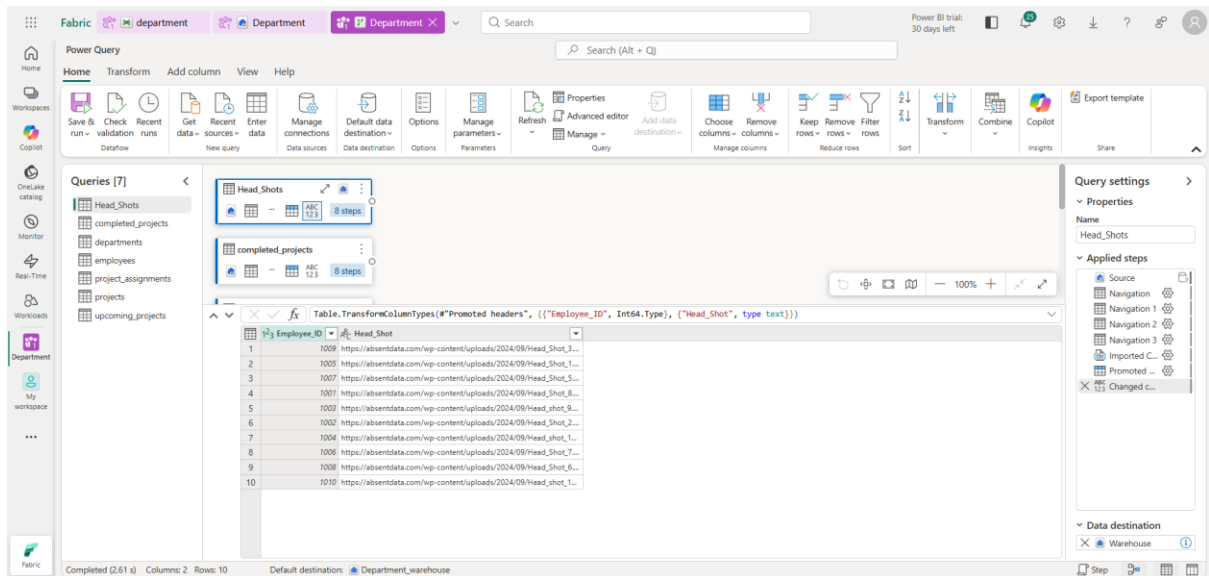 Fabric
department
Department
Department
Search
Power BI trial:
30 days left
25
Home
Workspaces
Copilot
OneLake
catalog
Monitor
Real-Time
Workloads
Department
My
workspace
Fabric
Power Query
Search (Alt + Q)
Home Transform Add column View Help
Save &
run
Check
validation
Recent
runs
Dataflow
Get
data
Recent
sources
Enter
data
New query
Manage
connections
Data sources
Default data
destination
Data destination
Options
Options
Manage
parameters
Parameters
Refresh
Properties
Advanced editor
Manage
Add data
destination
Query
Choose
columns
Remove
columns
Manage columns
Keep
rows
Remove
rows
Filter
rows
Reduce rows
Sort
Transform
Combine
Copilot
Insights
Export template
Share
Queries [7]
Head_Shots
completed_projects
departments
employees
project_assignments
projects
upcoming_projects
Head_Shots
ABC
123
8 steps
completed_projects
ABC
123
8 steps
100%
fx Table.TransformColumnTypes(#"Promoted headers", {{"Employee_ID", Int64.Type}, {"Head_Shot", type text}})
Employee_ID Head_Shot
1 1009 https://absentdata.com/wp-content/uploads/2024/09/Head_Shot_3....
2 1005 https://absentdata.com/wp-content/uploads/2024/09/Head_Shot_1....
3 1007 https://absentdata.com/wp-content/uploads/2024/09/Head_Shot_5....
4 1001 https://absentdata.com/wp-content/uploads/2024/09/Head_Shot_8....
5 1003 https://absentdata.com/wp-content/uploads/2024/09/Head_shot_9....
6 1002 https://absentdata.com/wp-content/uploads/2024/09/Head_Shot_2....
7 1004 https://absentdata.com/wp-content/uploads/2024/09/Head_shot_1...
8 1006 https://absentdata.com/wp-content/uploads/2024/09/Head_Shot_7....
9 1008 https://absentdata.com/wp-content/uploads/2024/09/Head_Shot_6....
10 1010 https://absentdata.com/wp-content/uploads/2024/09/Head_shot_1...
Query settings
Properties
Name
Head_Shots
Applied steps
Source
Navigation
Navigation 1
Navigation 2
Navigation 3
Imported C...
Promoted ...
Changed c...
Data destination
Warehouse
Completed (2.61 s) Columns: 2 Rows: 10
Default destination: Department_warehouse
Step